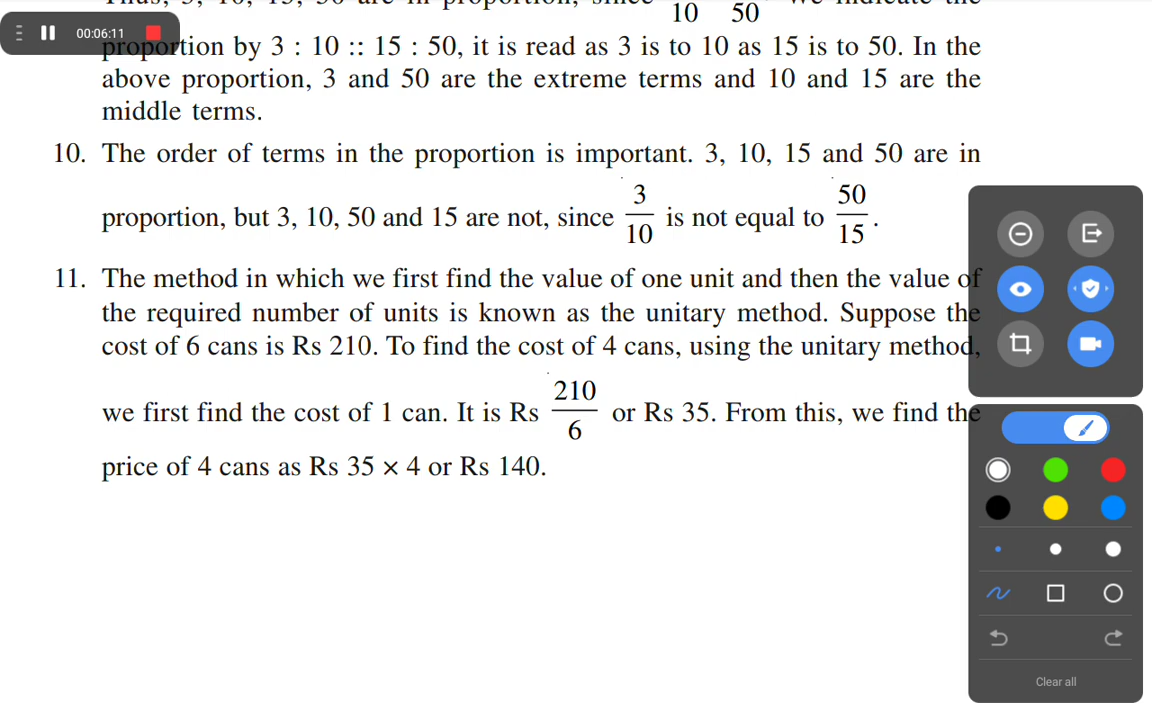 10 50
00:06:11
proportion by 3 : 10 :: 15 : 50, it is read as 3 is to 10 as 15 is to 50. In the
above proportion, 3 and 50 are the extreme terms and 10 and 15 are the
middle terms.
10. The order of terms in the proportion is important. 3, 10, 15 and 50 are in
proportion, but 3, 10, 50 and 15 are not, since 3/10 is not equal to 50/15.
11. The method in which we first find the value of one unit and then the value of
the required number of units is known as the unitary method. Suppose the
cost of 6 cans is Rs 210. To find the cost of 4 cans, using the unitary method,
we first find the cost of 1 can. It is Rs 210/6 or Rs 35. From this, we find the
price of 4 cans as Rs 35 × 4 or Rs 140.
Clear all